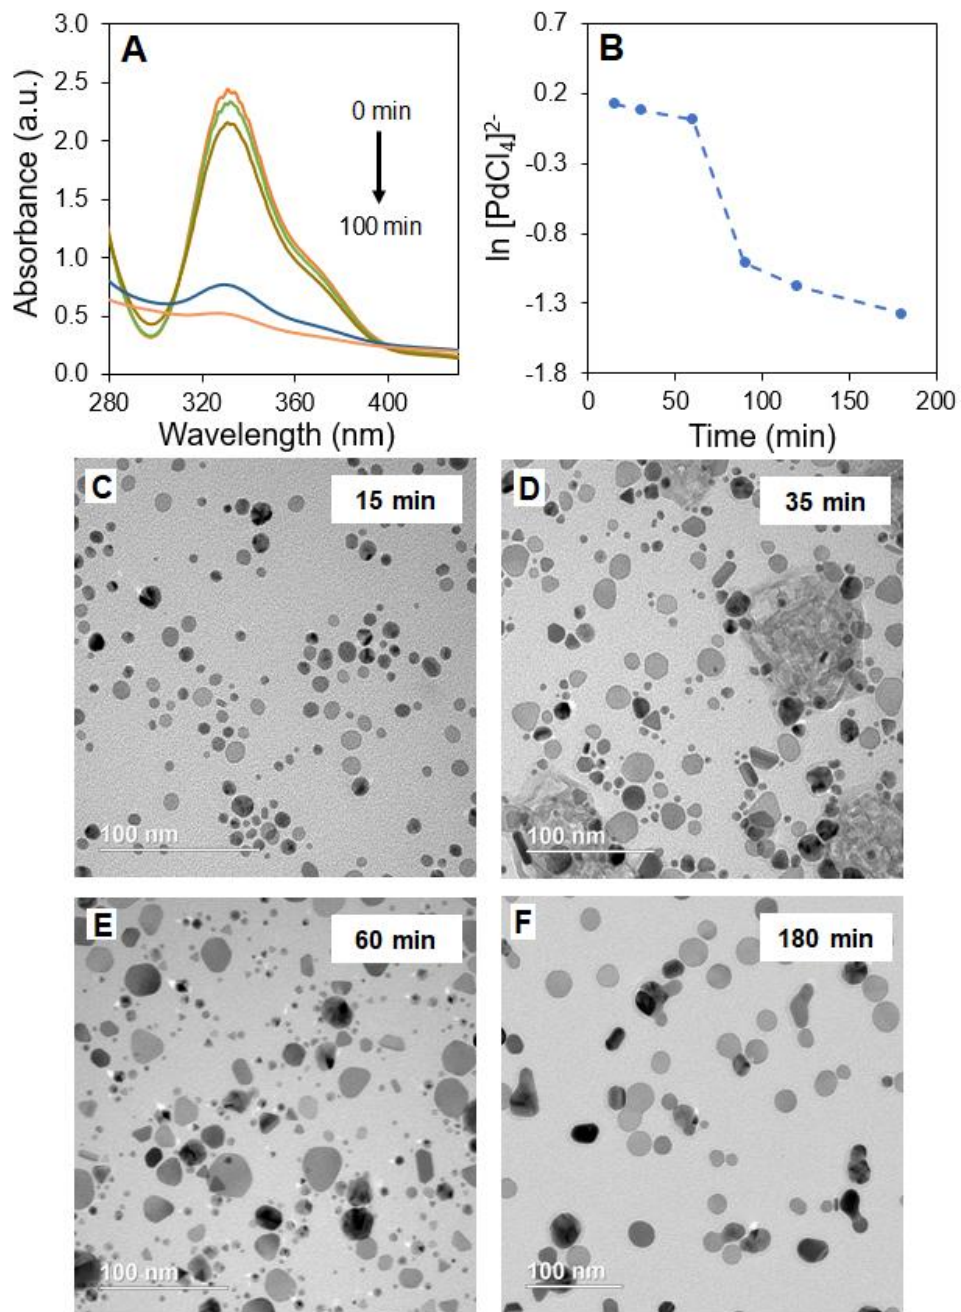 A
3.0
2.5
2.0
1.5
1.0
0.5
0.0
Absorbance (a.u.)
0 min
100 min
280
320
360
400
Wavelength (nm)
B
0.7
0.2
-0.3
-0.8
-1.3
-1.8
ln [PdCl4]2-
0
50
100
150
200
Time (min)
C
15 min
100 nm
D
35 min
100 nm
E
60 min
100 nm
F
180 min
100 nm